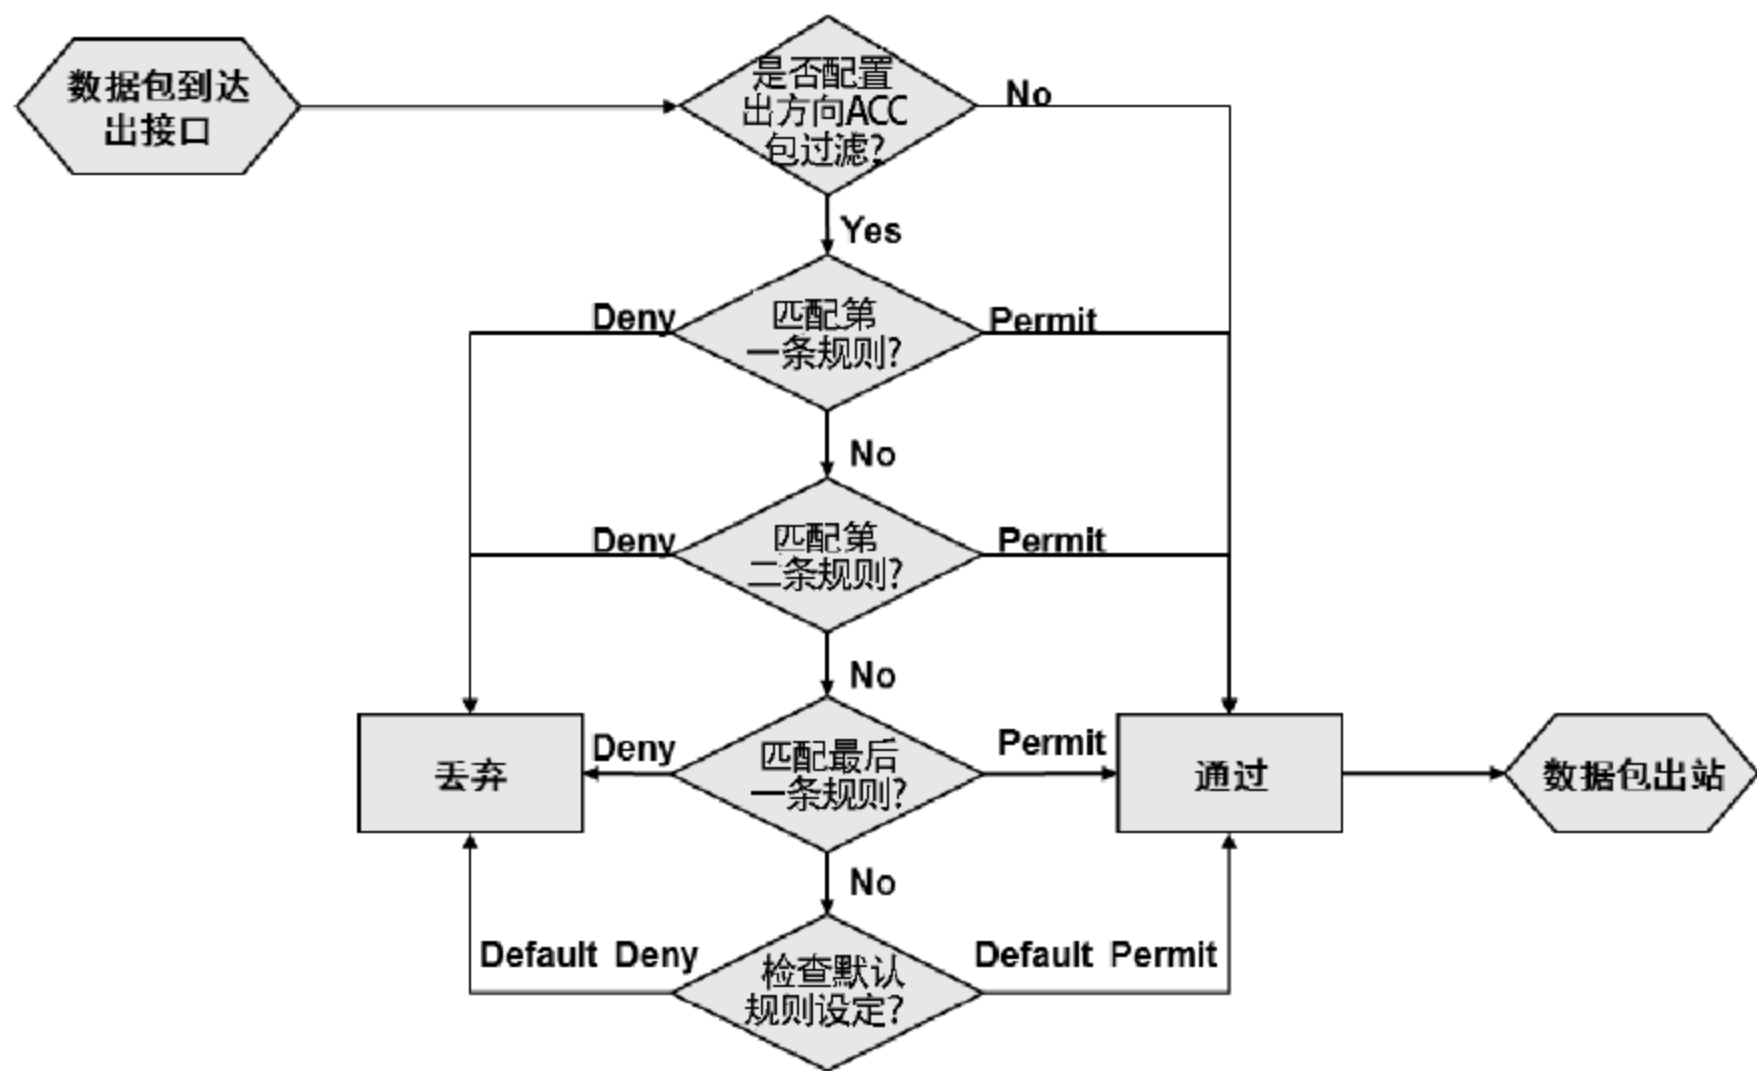 数据包到达
出接口
是否配置
出方向ACC
包过滤?
No
Yes
Deny
匹配第
一条规则?
Permit
No
Deny
匹配第
二条规则?
Permit
No
丢弃
Deny
匹配最后
一条规则?
Permit
通过
数据包出站
No
Default Deny
检查默认
规则设定?
Default Permit